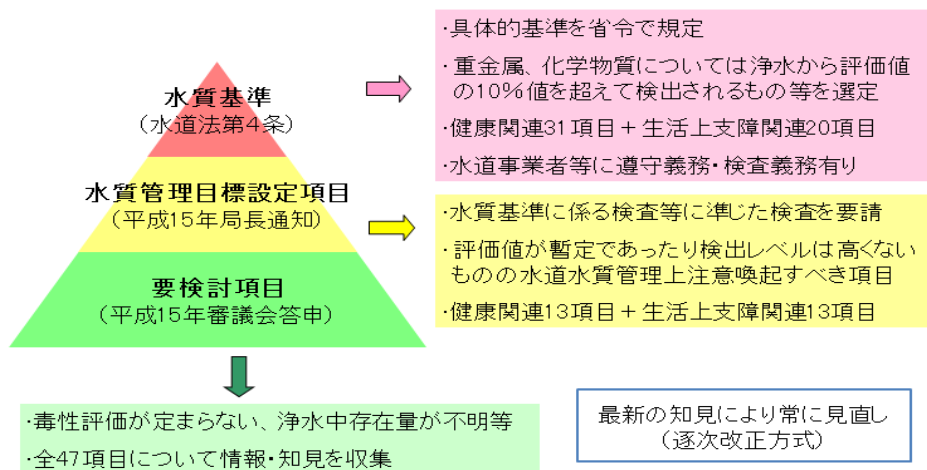 水質基準
(水道法第4条)
水質管理目標設定項目
(平成15年局長通知)
要検討項目
(平成15年審議会答申)
・具体的基準を省令で規定
・重金属、化学物質については浄水から評価値
の10%値を超えて検出されるもの等を選定
・健康関連31項目+生活上支障関連20項目
・水道事業者等に遵守義務・検査義務有り
・水質基準に係る検査等に準じた検査を要請
・評価値が暫定であったり検出レベルは高くない
ものの水道水質管理上注意喚起すべき項目
・健康関連13項目+生活上支障関連13項目
・毒性評価が定まらない、浄水中存在量が不明等
・全47項目について情報・知見を収集
最新の知見により常に見直し
(逐次改正方式)